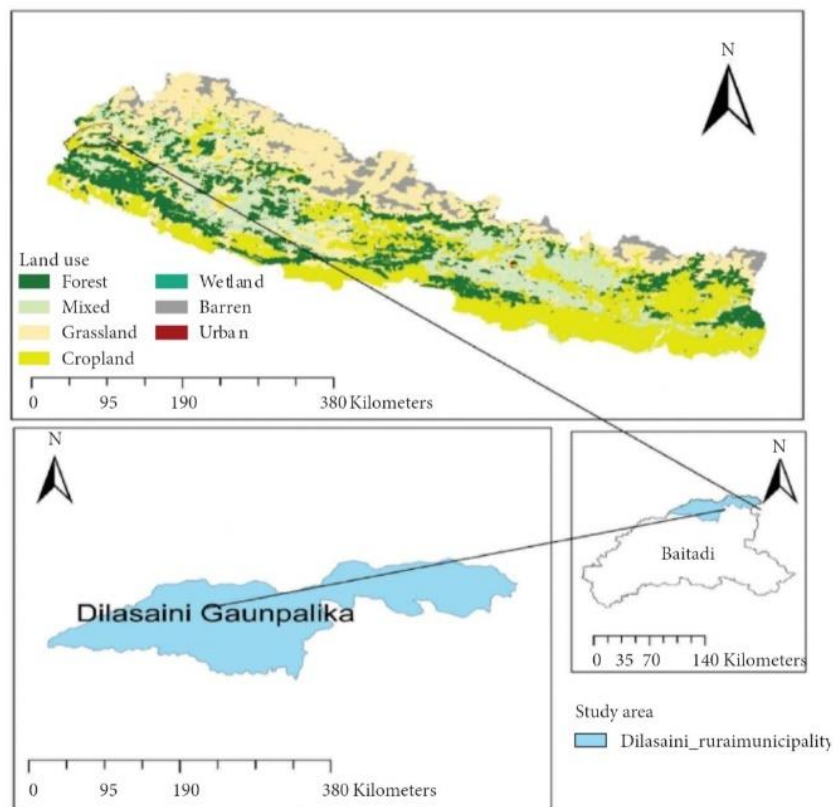 N
Land use
Forest
Mixed
Grassland
Cropland
Wetland
Barren
Urban
0 95 190 380 Kilometers
N
Dilasaini Gaunpalika
0 95 190 380 Kilometers
N
Baitadi
0 35 70 140 Kilometers
Study area
Dilasaini_ruraimunicipality